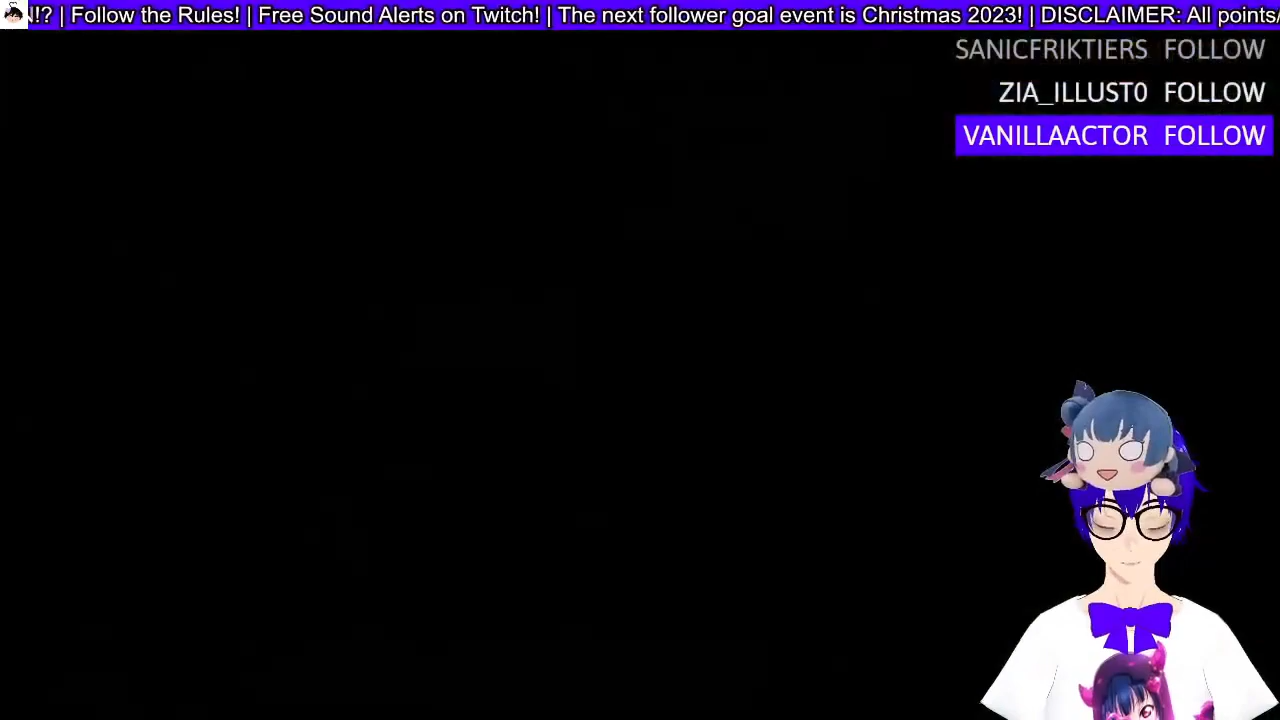 !? | Follow the Rules! | Free Sound Alerts on Twitch! | The next follower goal event is Christmas 2023! | DISCLAIMER: All points/
SANICFRIKTIERS FOLLOW
ZIA_ILLUST0 FOLLOW
VANILLAACTOR FOLLOW